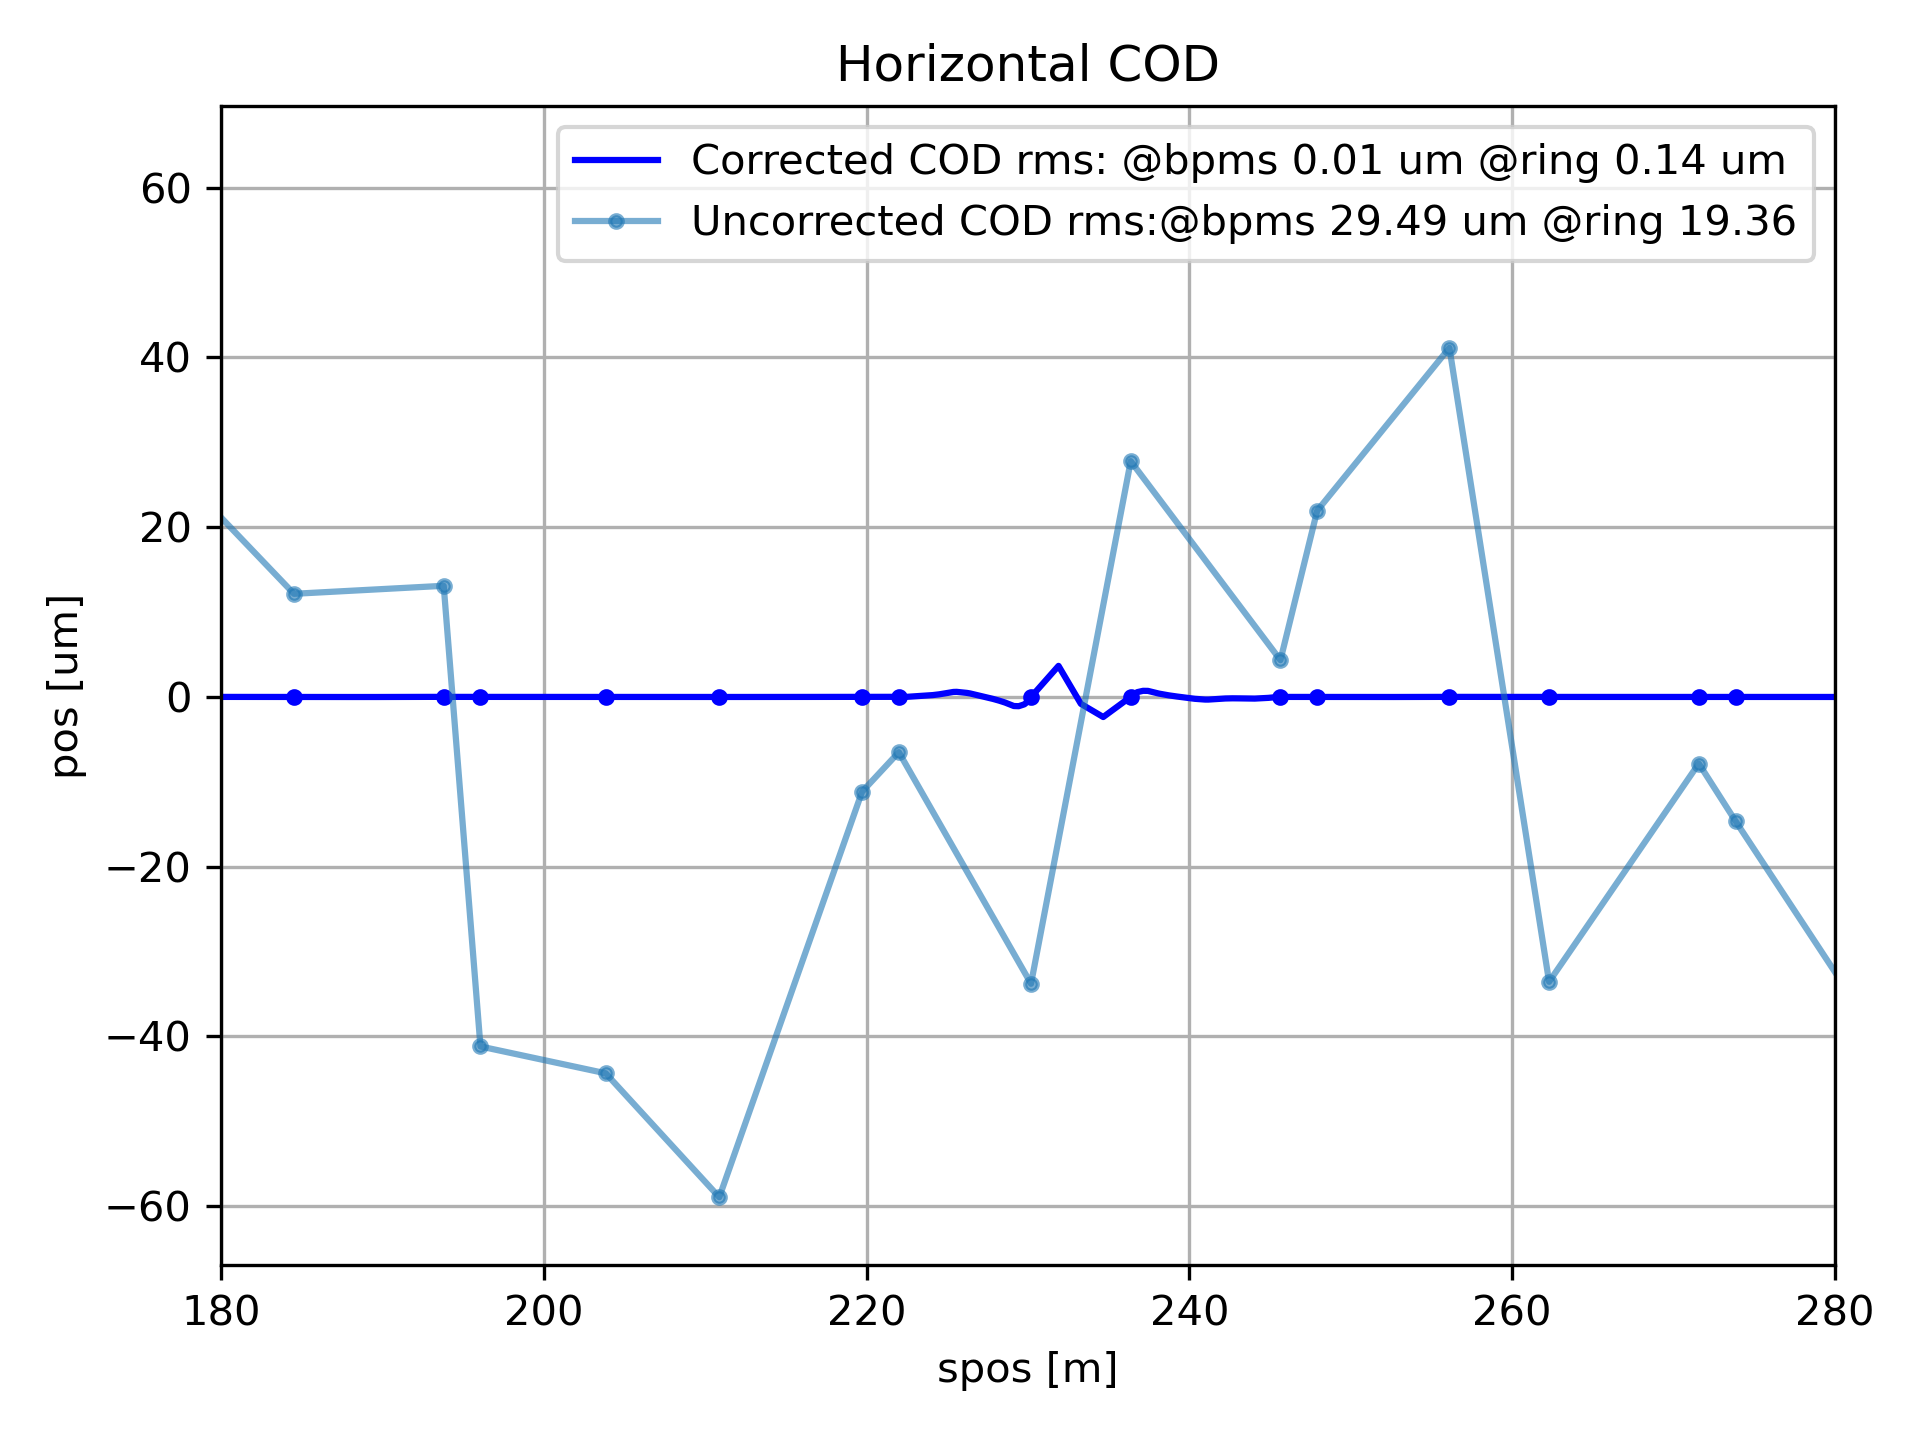 Horizontal COD
Corrected COD rms: @bpms 0.01 um @ring 0.14 um
Uncorrected COD rms:@bpms 29.49 um @ring 19.36
60
40
20
0
−20
−40
−60
pos [um]
180 200 220 240 260 280
spos [m]